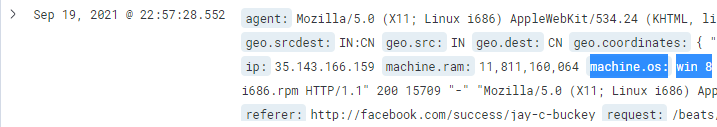 Sep 19, 2021 @ 22:57:28.552
agent: Mozilla/5.0 (X11; Linux i686) AppleWebKit/534.24 (KHTML, li
geo.srcdest: IN:CN geo.src: IN geo.dest: CN geo.coordinates: { "
ip: 35.143.166.159 machine.ram: 11,811,160,064 machine.os: win 8
i686.rpm HTTP/1.1" 200 15709 "-" "Mozilla/5.0 (X11; Linux i686) Ap
referer: http://facebook.com/success/jay-c-buckey request: /beats,